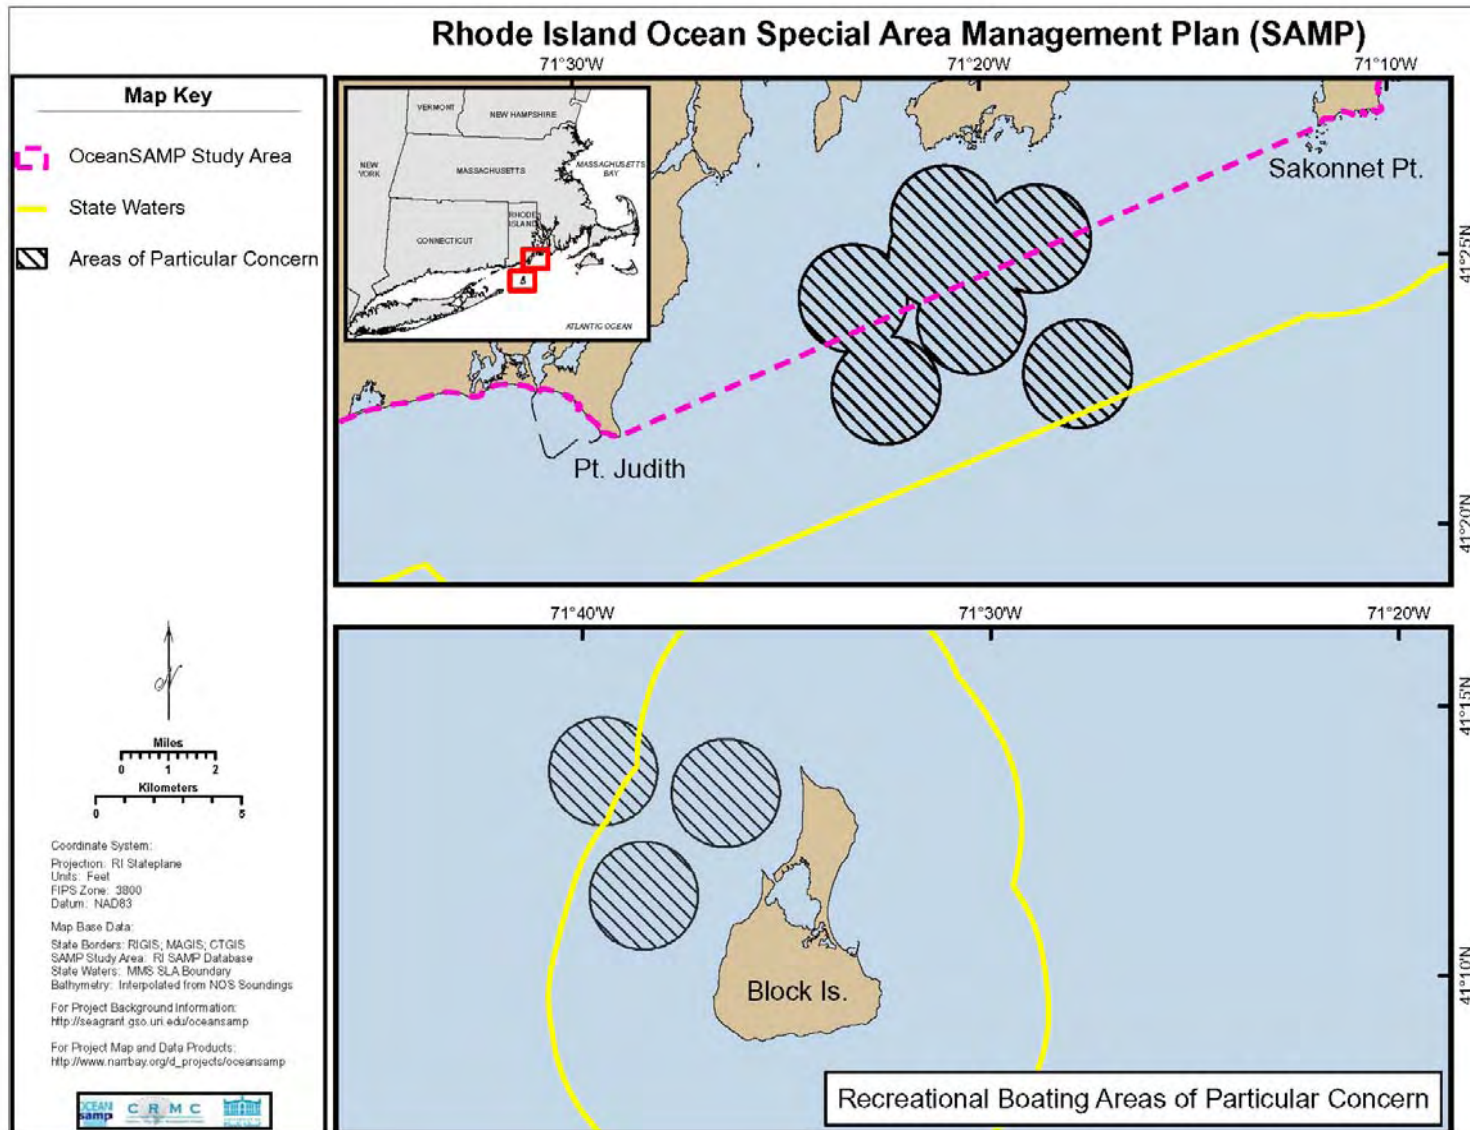 Rhode Island Ocean Special Area Management Plan (SAMP)
Map Key
OceanSAMP Study Area
State Waters
Areas of Particular Concern
Miles
0 1 2
Kilometers
0 5
Coordinate System:
Projection: RI Stateplane
Units: Feet
FIPS Zone: 3800
Datum: NAD83
Map Base Data:
State Borders: RIGIS; MAGIS; CTGIS
SAMP Study Area: RI SAMP Database
State Waters: MMS SLA Boundary
Bathymetry: Interpolated from NOS Soundings
For Project Background Information:
http://seagrant.gso.uri.edu/oceansamp
For Project Map and Data Products:
http://www.narrbay.org/d_projects/oceansamp
OCEAN
samp
C R M C
71°30'W
71°20'W
71°10'W
VERMONT
NEW HAMPSHIRE
NEW
YORK
MASSACHUSETTS
MASSACHUSETTS
BAY
CONNECTICUT
RHODE
ISLAND
ATLANTIC OCEAN
Sakonnet Pt.
41°25'N
Pt. Judith
41°20'N
71°40'W
71°30'W
71°20'W
41°15'N
41°10'N
Block Is.
Recreational Boating Areas of Particular Concern